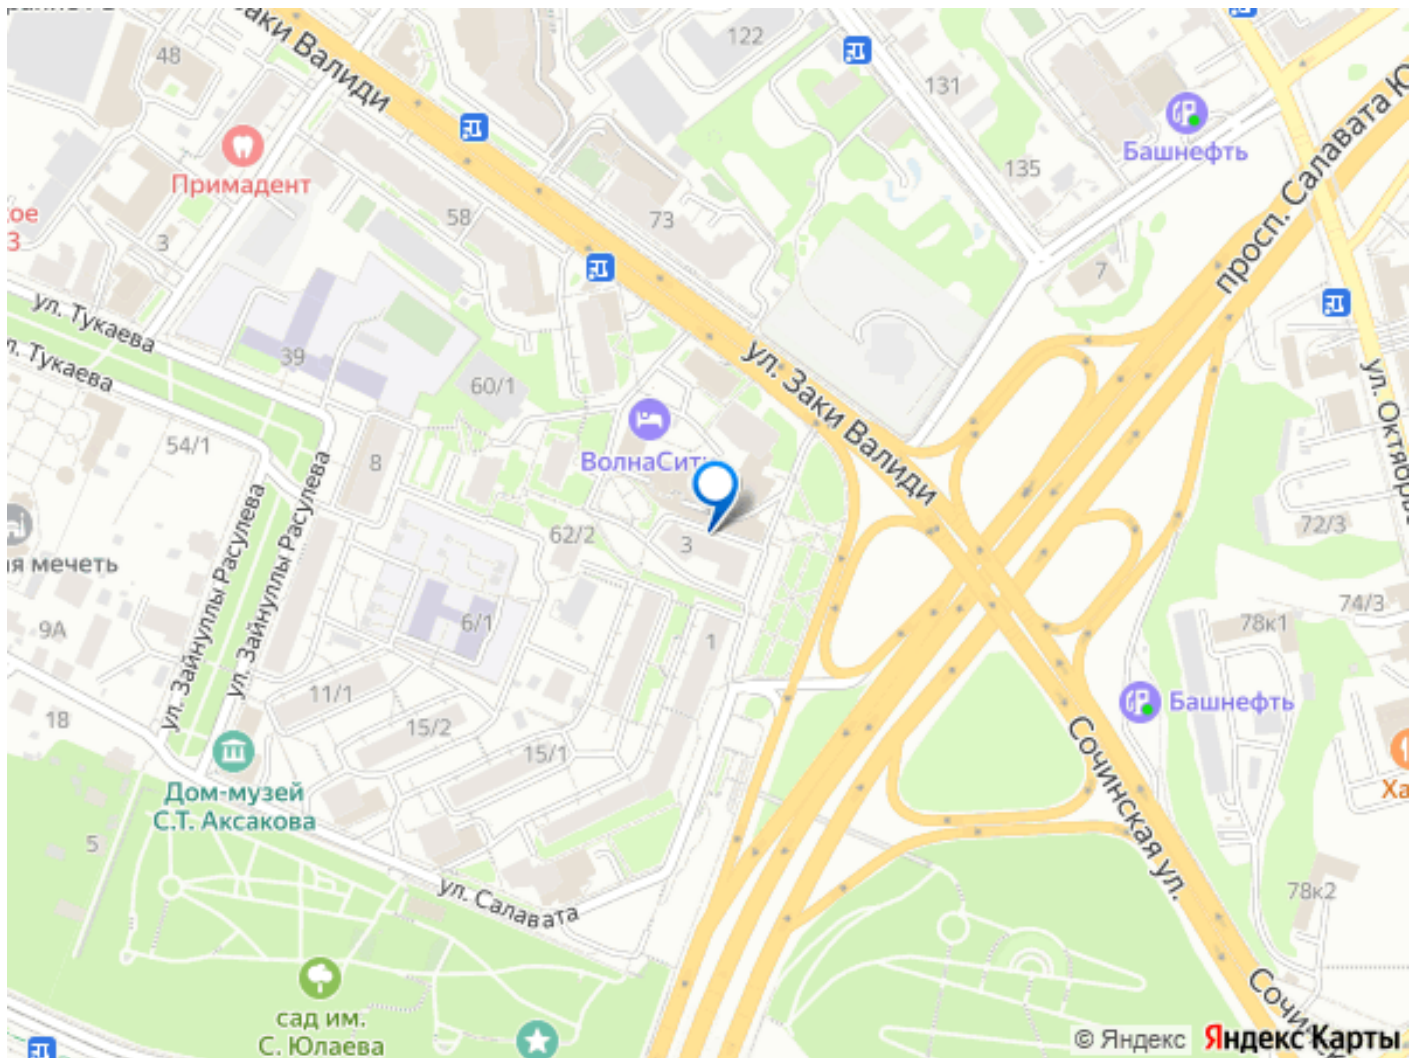 Заки Валиди
48
122
131
Башнефть
135
Примадент
просп. Салавата Ю
3
58
73
7
ул. Тукаева
ул. Тукаева
39
60/1
ул. Заки Валиди
ул. Октябрьс
54/1
8
ВолнаСити
72/3
я мечеть
62/2
3
ул. Зайнуллы Расулева
ул. Зайнуллы Расулева
9А
6/1
1
78к1
74/3
11/1
18
15/2
15/1
Башнефть
Сочинская ул.
Дом-музей
С.Т. Аксакова
5
ул. Салавата
78к2
сад им.
С. Юлаева
© Яндекс
Яндекс Карты